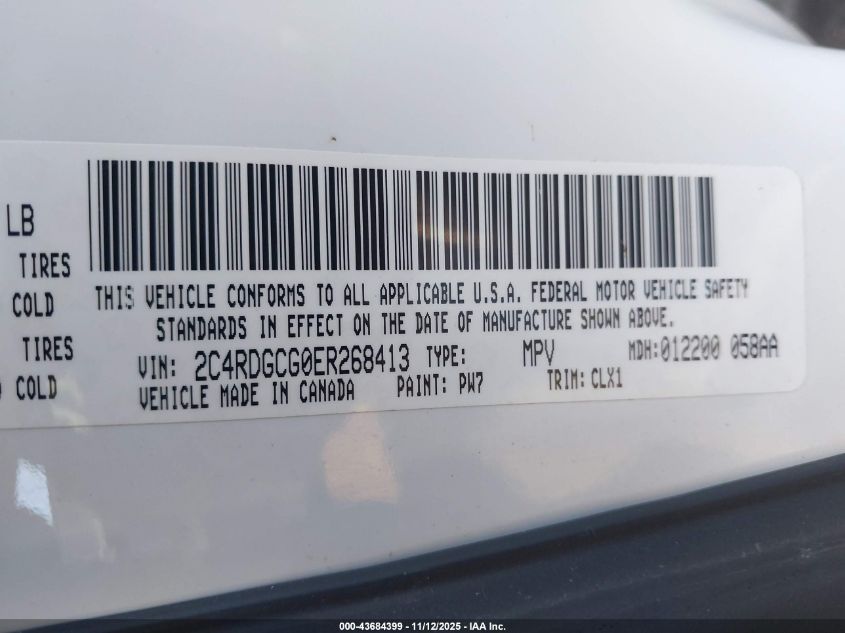 LB
TIRES
COLD
TIRES
COLD
THIS VEHICLE CONFORMS TO ALL APPLICABLE U.S.A. FEDERAL MOTOR VEHICLE SAFETY
STANDARDS IN EFFECT ON THE DATE OF MANUFACTURE SHOWN ABOVE.
VIN: 2C4RDGCG0ER268413 TYPE: MPV MDH:012200 058AA
VEHICLE MADE IN CANADA PAINT: PW7 TRIM: CLX1
000-43684399 - 11/12/2025 - IAA Inc.